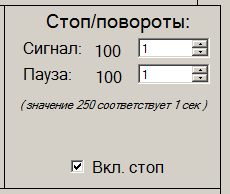 Стоп/повороты:
Сигнал: 100 1
Пауза: 100 1
( значение 250 соответствует 1 сек )
Вкл. стоп